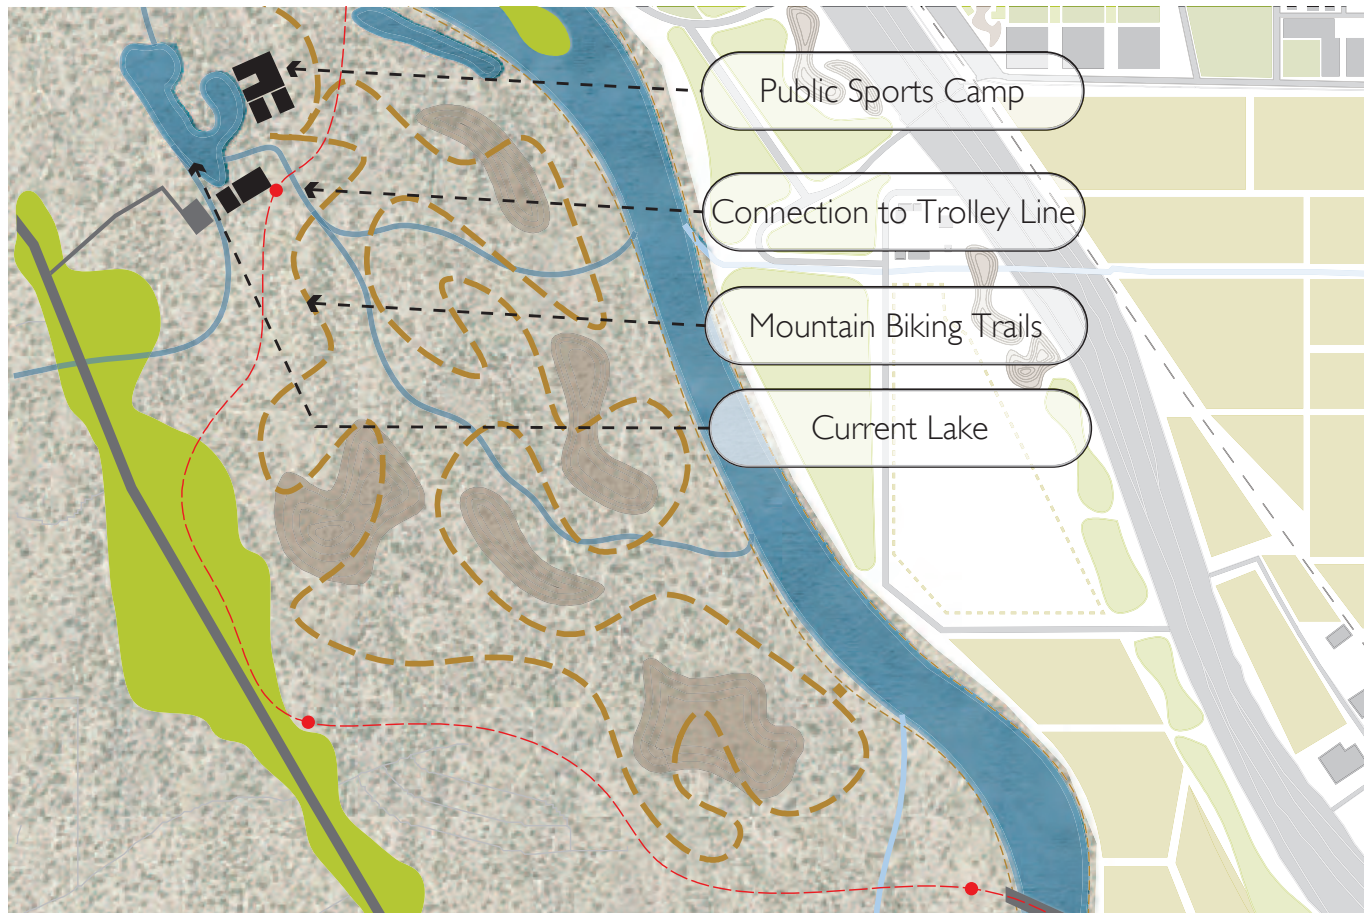 Public Sports Camp
Connection to Trolley Line
Mountain Biking Trails
Current Lake